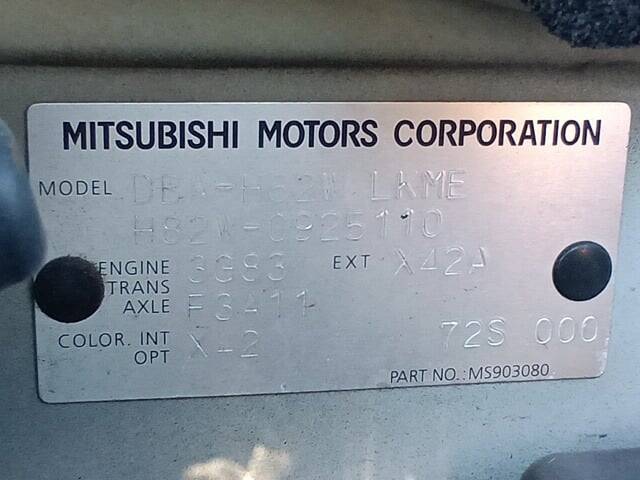 MITSUBISHI MOTORS CORPORATION
MODEL DBA-H82W LKME
H82W-0925110
ENGINE 3G83 EXT X42A
TRANS
AXLE F3A11
COLOR. INT X-2 72S 000
OPT
PART NO.: MS903080